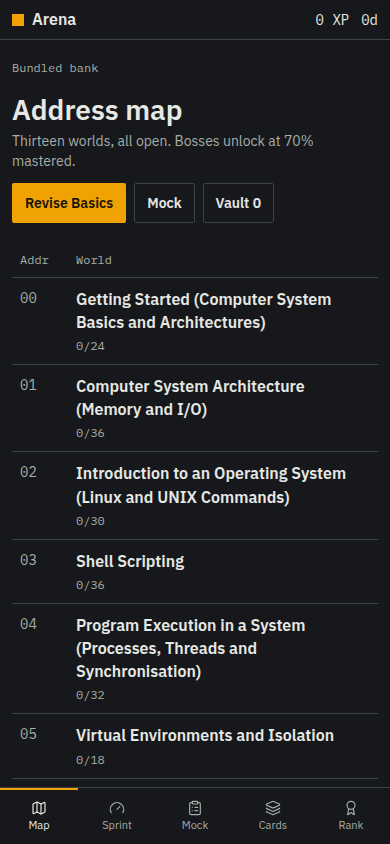 Arena
0 XP 0d
Bundled bank
Address map
Thirteen worlds, all open. Bosses unlock at 70%
mastered.
Revise Basics
Mock
Vault 0
Addr World
00 Getting Started (Computer System
Basics and Architectures)
0/24
01 Computer System Architecture
(Memory and I/O)
0/36
02 Introduction to an Operating System
(Linux and UNIX Commands)
0/30
03 Shell Scripting
0/36
04 Program Execution in a System
(Processes, Threads and
Synchronisation)
0/32
05 Virtual Environments and Isolation
0/18
Map Sprint Mock Cards Rank